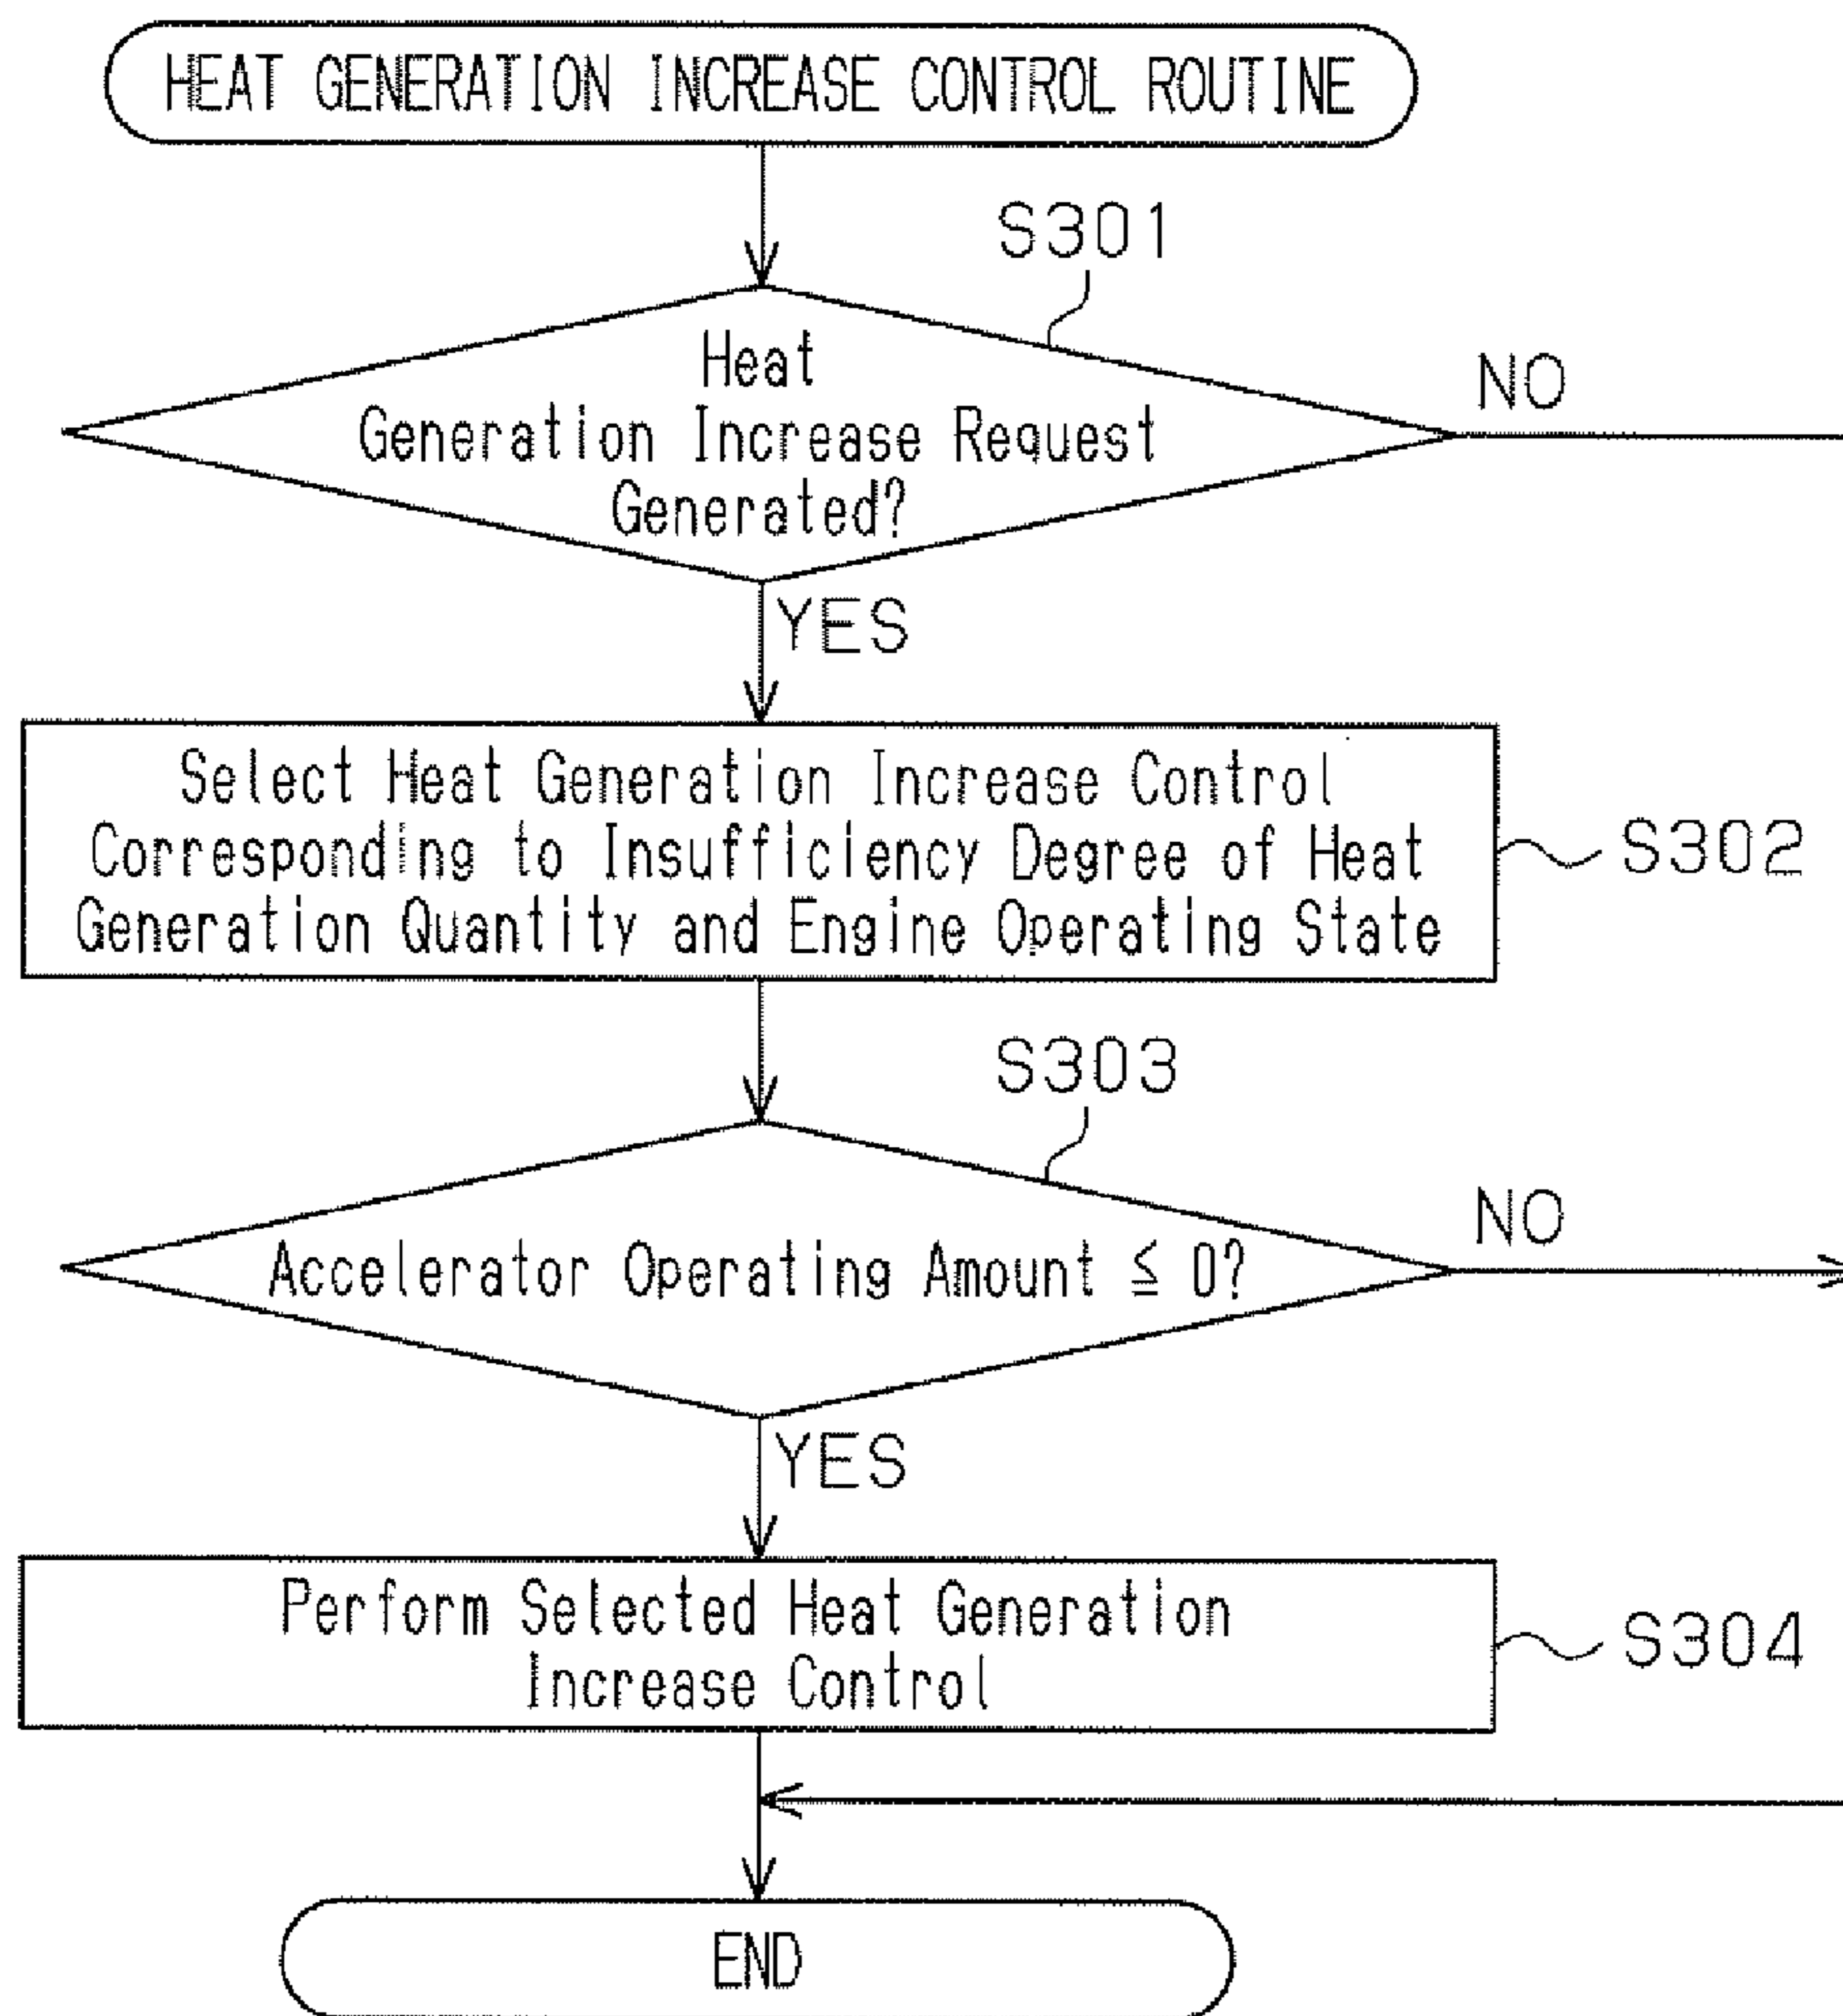 HEAT GENERATION INCREASE CONTROL ROUTINE
S301
Heat
Generation Increase Request
Generated?
NO
YES
Select Heat Generation Increase Control
Corresponding to Insufficiency Degree of Heat
Generation Quantity and Engine Operating State
S302
S303
Accelerator Operating Amount ≦ 0?
NO
YES
Perform Selected Heat Generation
Increase Control
S304
END